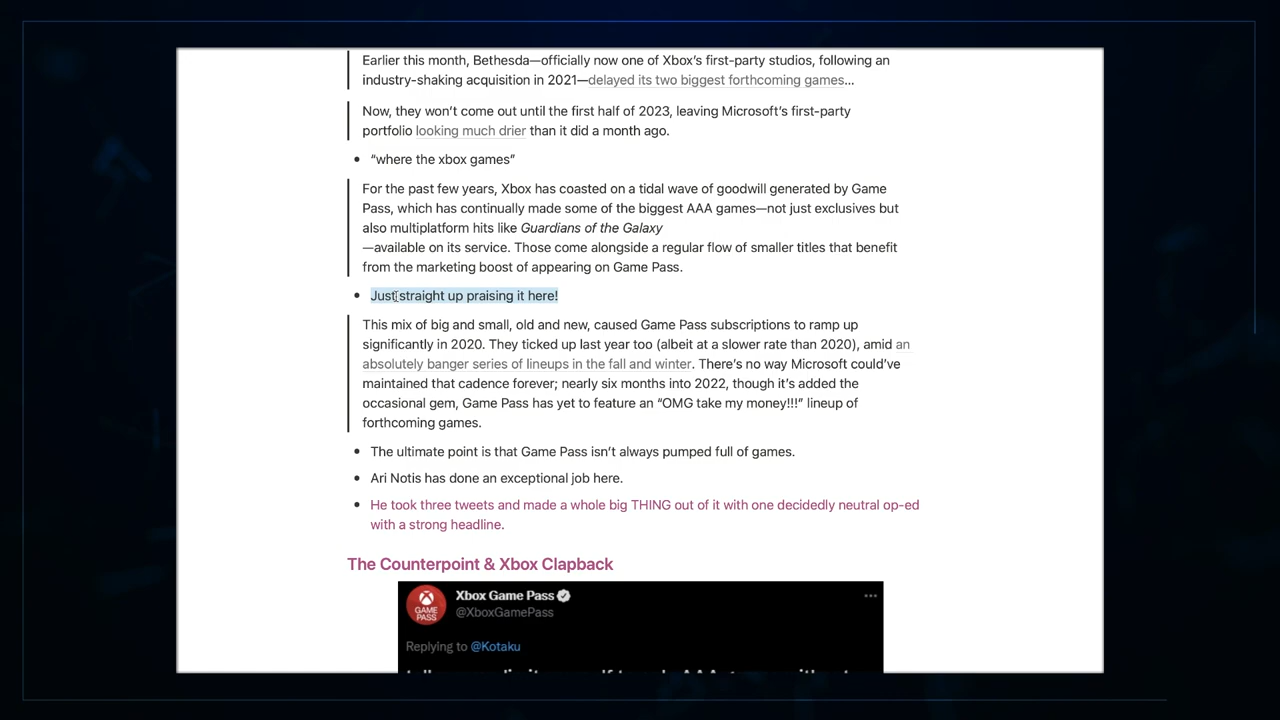 Earlier this month, Bethesda—officially now one of Xbox’s first-party studios, following an
industry-shaking acquisition in 2021—delayed its two biggest forthcoming games...
Now, they won’t come out until the first half of 2023, leaving Microsoft’s first-party
portfolio looking much drier than it did a month ago.
• “where the xbox games”
For the past few years, Xbox has coasted on a tidal wave of goodwill generated by Game
Pass, which has continually made some of the biggest AAA games—not just exclusives but
also multiplatform hits like Guardians of the Galaxy
—available on its service. Those come alongside a regular flow of smaller titles that benefit
from the marketing boost of appearing on Game Pass.
• Just straight up praising it here!
This mix of big and small, old and new, caused Game Pass subscriptions to ramp up
significantly in 2020. They ticked up last year too (albeit at a slower rate than 2020), amid an
absolutely banger series of lineups in the fall and winter. There’s no way Microsoft could’ve
maintained that cadence forever; nearly six months into 2022, though it’s added the
occasional gem, Game Pass has yet to feature an “OMG take my money!!!” lineup of
forthcoming games.
• The ultimate point is that Game Pass isn’t always pumped full of games.
• Ari Notis has done an exceptional job here.
• He took three tweets and made a whole big THING out of it with one decidedly neutral op-ed
with a strong headline.
The Counterpoint & Xbox Clapback
GAME PASS
Xbox Game Pass
@XboxGamePass
Replying to @Kotaku